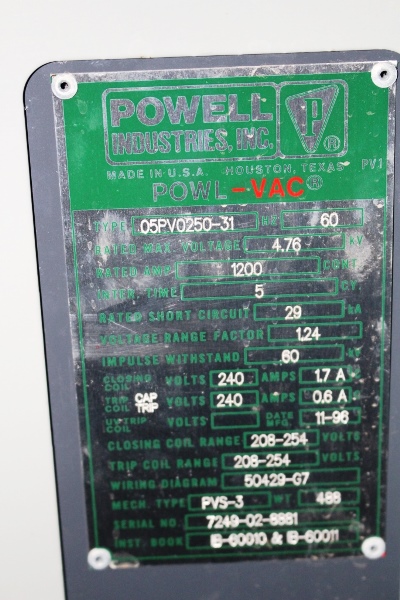 POWELL
INDUSTRIES, INC.
P ®
MADE IN U.S.A. -HOUSTON, TEXAS PV1
POWL-VAC®
TYPE 05PV0250-31 HZ 60
RATED MAX. VOLTAGE 4.76 KV
RATED AMP 1200 CONT
INTER. TIME 5 CY.
RATED SHORT CIRCUIT 29 KA
VOLTAGE RANGE FACTOR 1.24
IMPULSE WITHSTAND 60 KV
CLOSING COIL VOLTS 240 AMPS 1.7 A
TRIP COIL CAP TRIP VOLTS 240 AMPS 0.6 A
UV TRIP COIL VOLTS DATE MFG. 11-96
CLOSING COIL RANGE 208-254 VOLTS
TRIP COIL RANGE 208-254 VOLTS
WIRING DIAGRAM 50429-G7
MECH. TYPE PVS-3 WT 488
SERIAL NO. 7249-02-8881
INST. BOOK IB-60010 & IB-60011